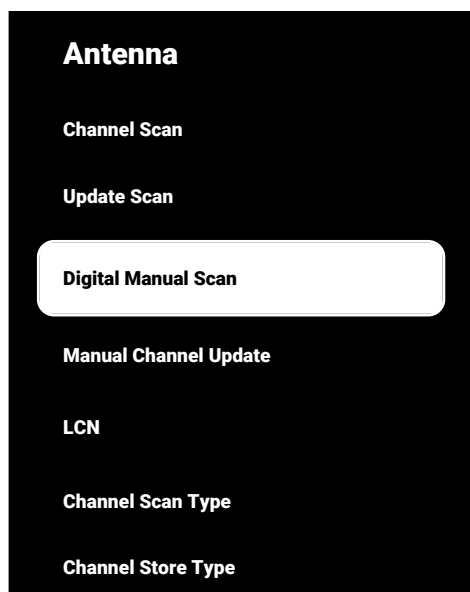 Antenna
Channel Scan
Update Scan
Digital Manual Scan
Manual Channel Update
LCN
Channel Scan Type
Channel Store Type